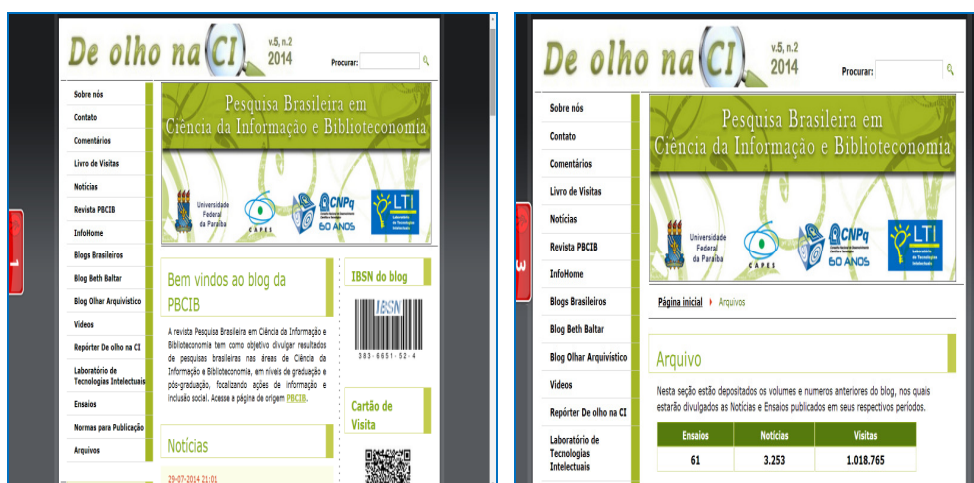 De olho na CI
v.5, n.2
2014
Procurar:
Sobre nós
Contato
Comentários
Livro de Visitas
Notícias
Revista PBCIB
InfoHome
Blogs Brasileiros
Blog Beth Baltar
Blog Olhar Arquivístico
Videos
Repórter De olho na CI
Laboratório de
Tecnologias Intelectuais
Ensaios
Normas para Publicação
Arquivos
Pesquisa Brasileira em
Ciência da Informação e Biblioteconomia
Universidade
Federal
da Paraíba
CAPES
CNPq
60 ANOS
LTI
1
Bem vindos ao blog da
PBCIB
A revista Pesquisa Brasileira em Ciência da Informação e
Biblioteconomia tem como objetivo divulgar resultados
de pesquisas brasileiras nas áreas de Ciência da
Informação e Biblioteconomia, em níveis de graduação e
pós-graduação, focalizando ações de informação e
inclusão social. Acesse a página de origem PBCIB.
Notícias
29-07-2014 21:01
IBSN do blog
IBSN
383-6651-52-4
Cartão de
Visita
De olho na CI
v.5, n.2
2014
Procurar:
Sobre nós
Contato
Comentários
Livro de Visitas
Notícias
Revista PBCIB
InfoHome
Blogs Brasileiros
Blog Beth Baltar
Blog Olhar Arquivístico
Videos
Repórter De olho na CI
Laboratório de
Tecnologias
Intelectuais
Pesquisa Brasileira em
Ciência da Informação e Biblioteconomia
Universidade
Federal
da Paraíba
CAPES
CNPq
60 ANOS
LTI
3
Página inicial Arquivos
Arquivo
Nesta seção estão depositados os volumes e numeros anteriores do blog, nos quais
estarão divulgados as Notícias e Ensaios publicados em seus respectivos períodos.
Ensaios Notícias Visitas
61 3.253 1.018.765